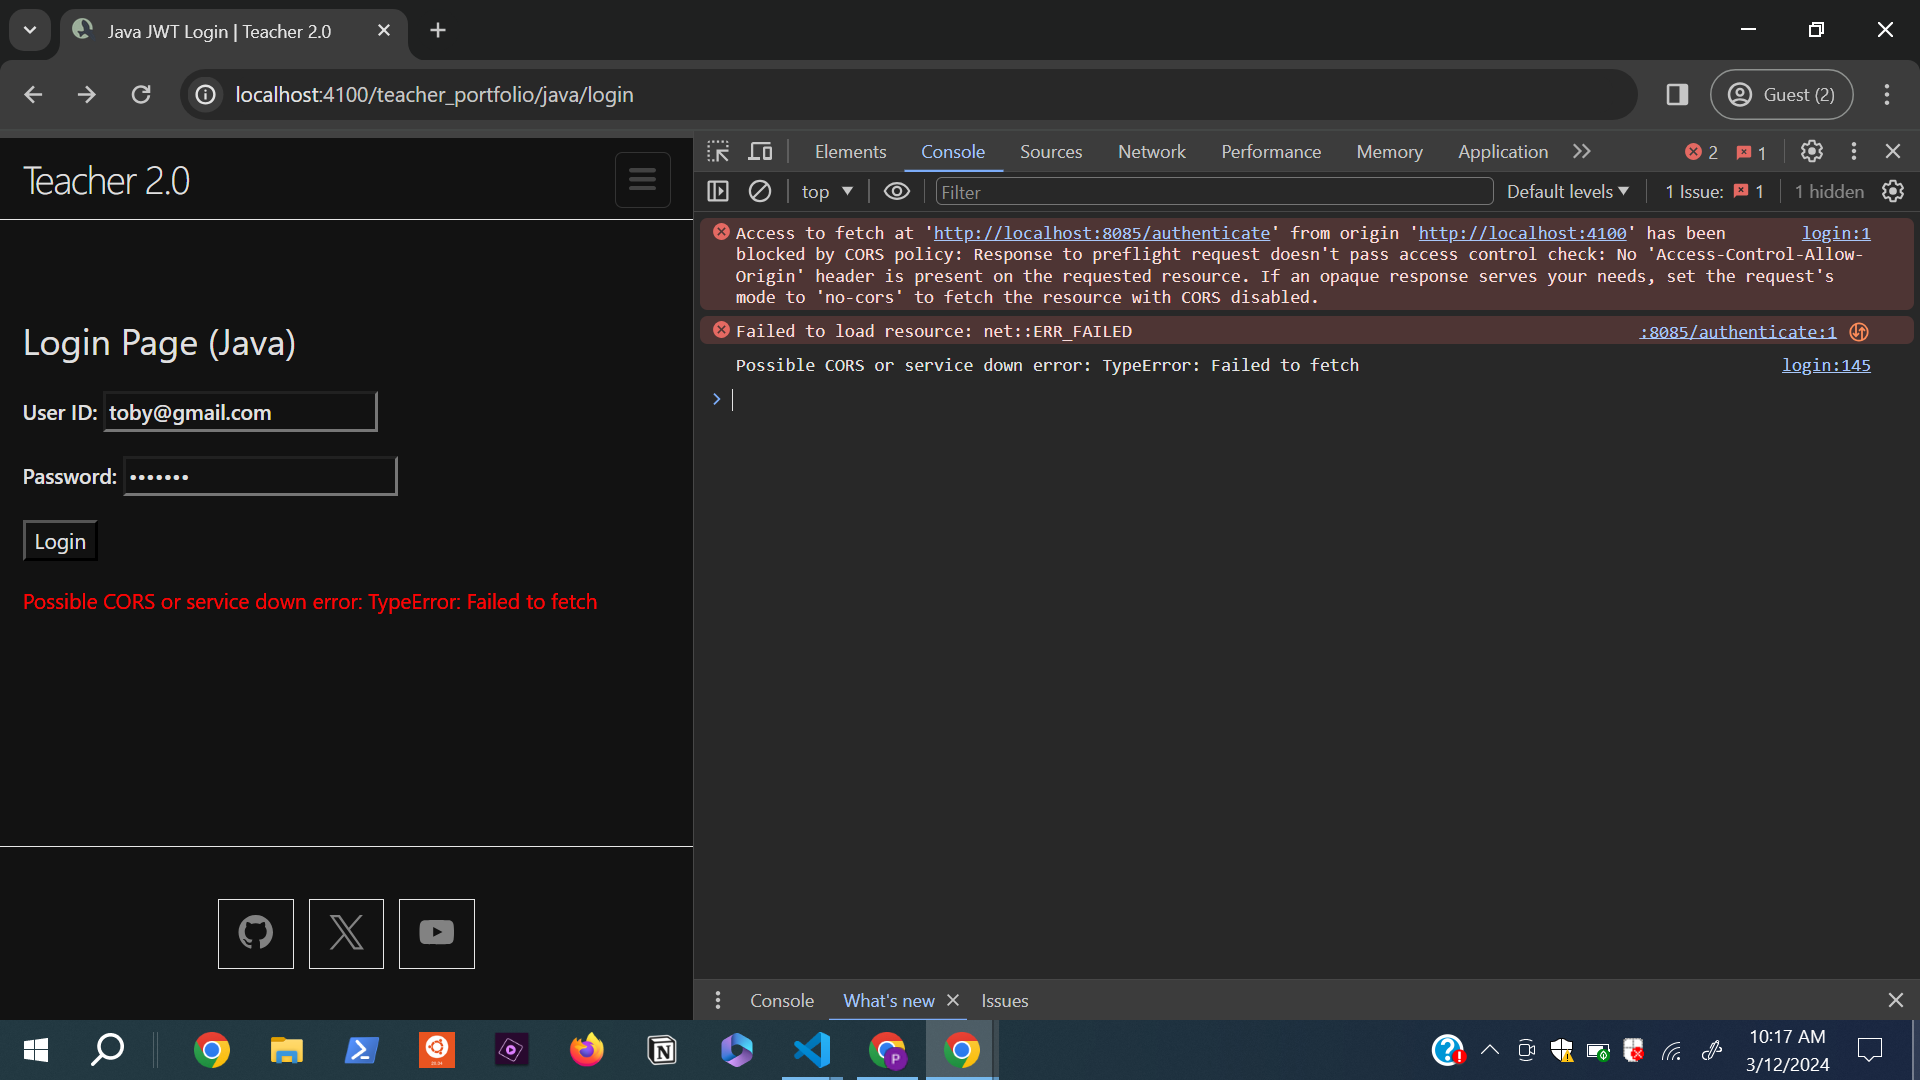 Java JWT Login | Teacher 2.0
localhost:4100/teacher_portfolio/java/login
Guest (2)
Teacher 2.0
Login Page (Java)
User ID: toby@gmail.com
Password: •••••••
Login
Possible CORS or service down error: TypeError: Failed to fetch
Elements Console Sources Network Performance Memory Application 2 1
top Filter Default levels 1 Issue: 1 1 hidden
Access to fetch at 'http://localhost:8085/authenticate' from origin 'http://localhost:4100' has been login:1
blocked by CORS policy: Response to preflight request doesn't pass access control check: No 'Access-Control-Allow-
Origin' header is present on the requested resource. If an opaque response serves your needs, set the request's
mode to 'no-cors' to fetch the resource with CORS disabled.
Failed to load resource: net::ERR_FAILED :8085/authenticate:1
Possible CORS or service down error: TypeError: Failed to fetch login:145
Console What's new Issues
10:17 AM
3/12/2024